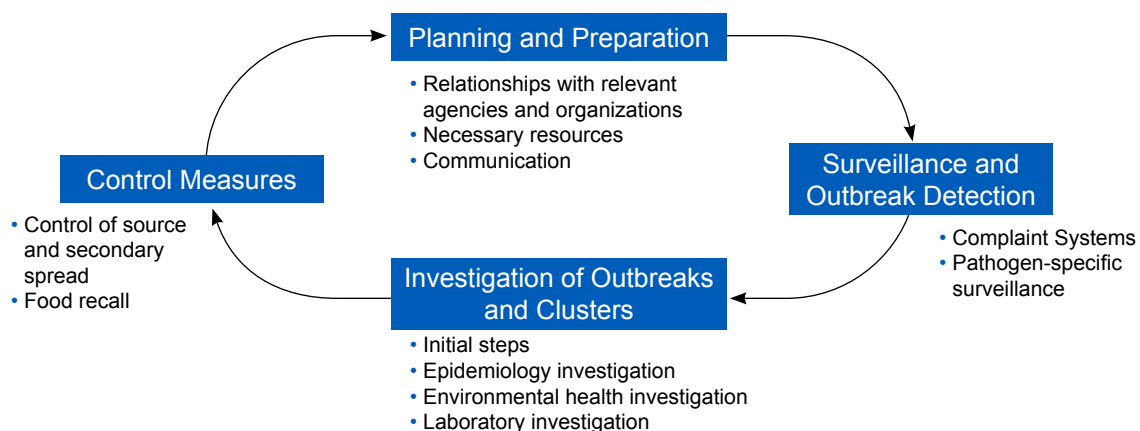 Planning and Preparation
• Relationships with relevant
agencies and organizations
• Necessary resources
• Communication
Surveillance and
Outbreak Detection
• Complaint Systems
• Pathogen-specific
surveillance
Investigation of Outbreaks
and Clusters
• Initial steps
• Epidemiology investigation
• Environmental health investigation
• Laboratory investigation
Control Measures
• Control of source
and secondary
spread
• Food recall